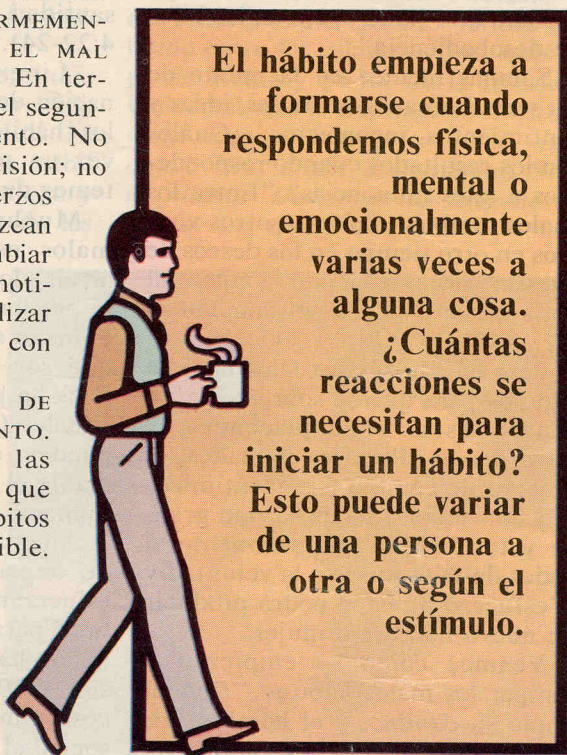 RMEMEN-
EL MAL
En ter-
el segun-
ento. No
isión; no
erzos
zcan
biar
noti-
lizar
con
DE
NTO.
las
que
bitos
ible.
El hábito empieza a
formarse cuando
respondemos física,
mental o
emocionalmente
varias veces a
alguna cosa.
¿Cuántas
reacciones se
necesitan para
iniciar un hábito?
Esto puede variar
de una persona a
otra o según el
estímulo.